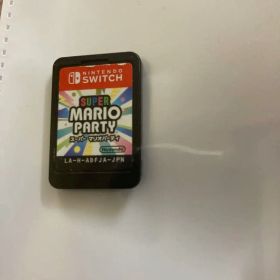 NINTENDO
SWITCH
SUPER
MARIO
PARTY
スーパー マリオパーティ
Nintendo
LA-H-ADFJA-JPN